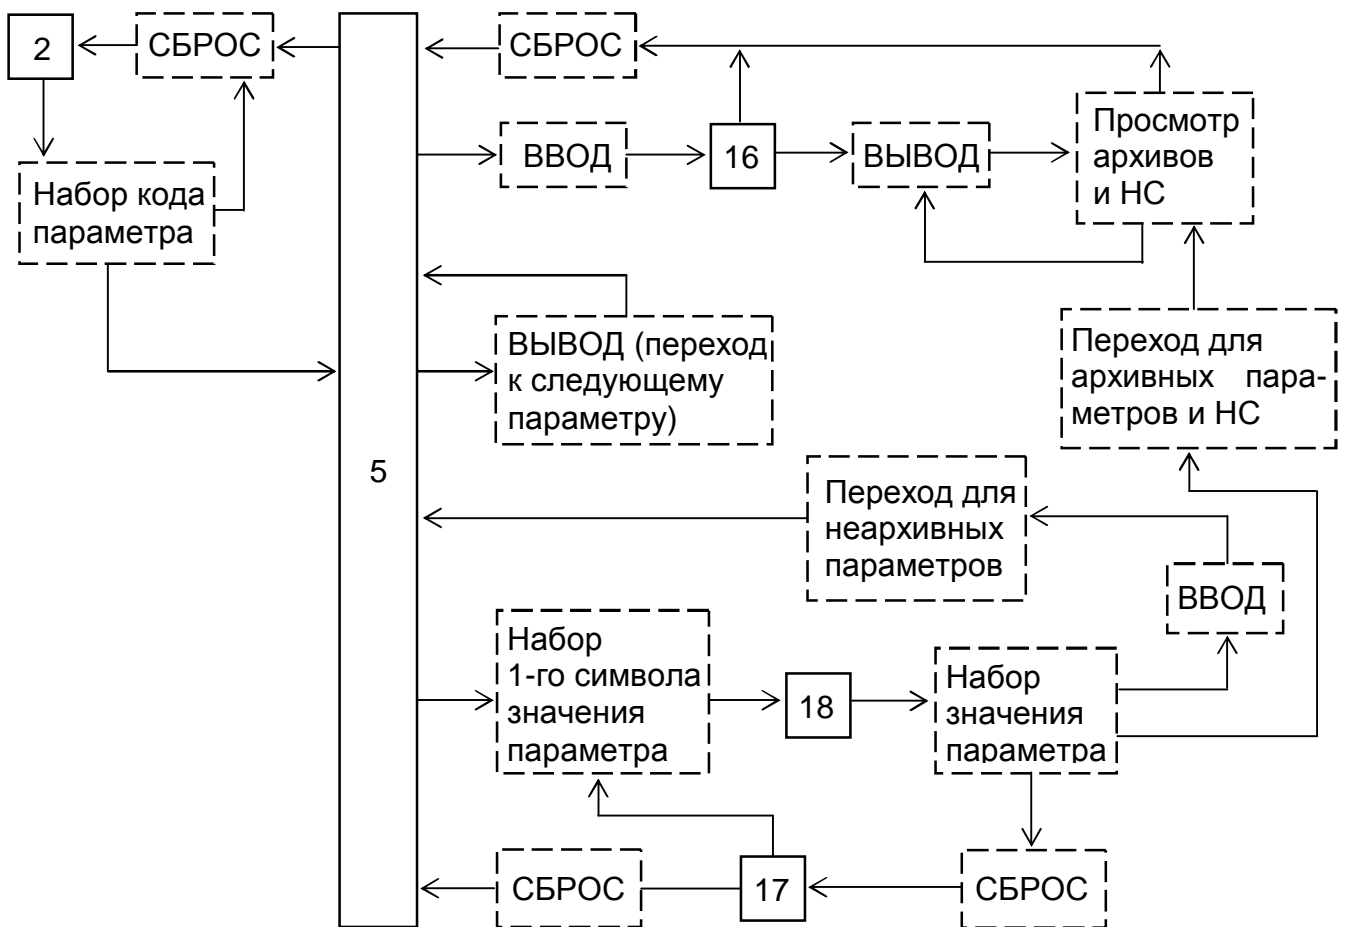 2
СБРОС
СБРОС
ВВОД
16
ВЫВОД
Просмотр
архивов
и НС
Набор кода
параметра
ВЫВОД (переход
к следующему
параметру)
Переход для
архивных пара-
метров и НС
5
Переход для
неархивных
параметров
ВВОД
Набор
1-го символа
значения
параметра
18
Набор
значения
параметра
СБРОС
17
СБРОС